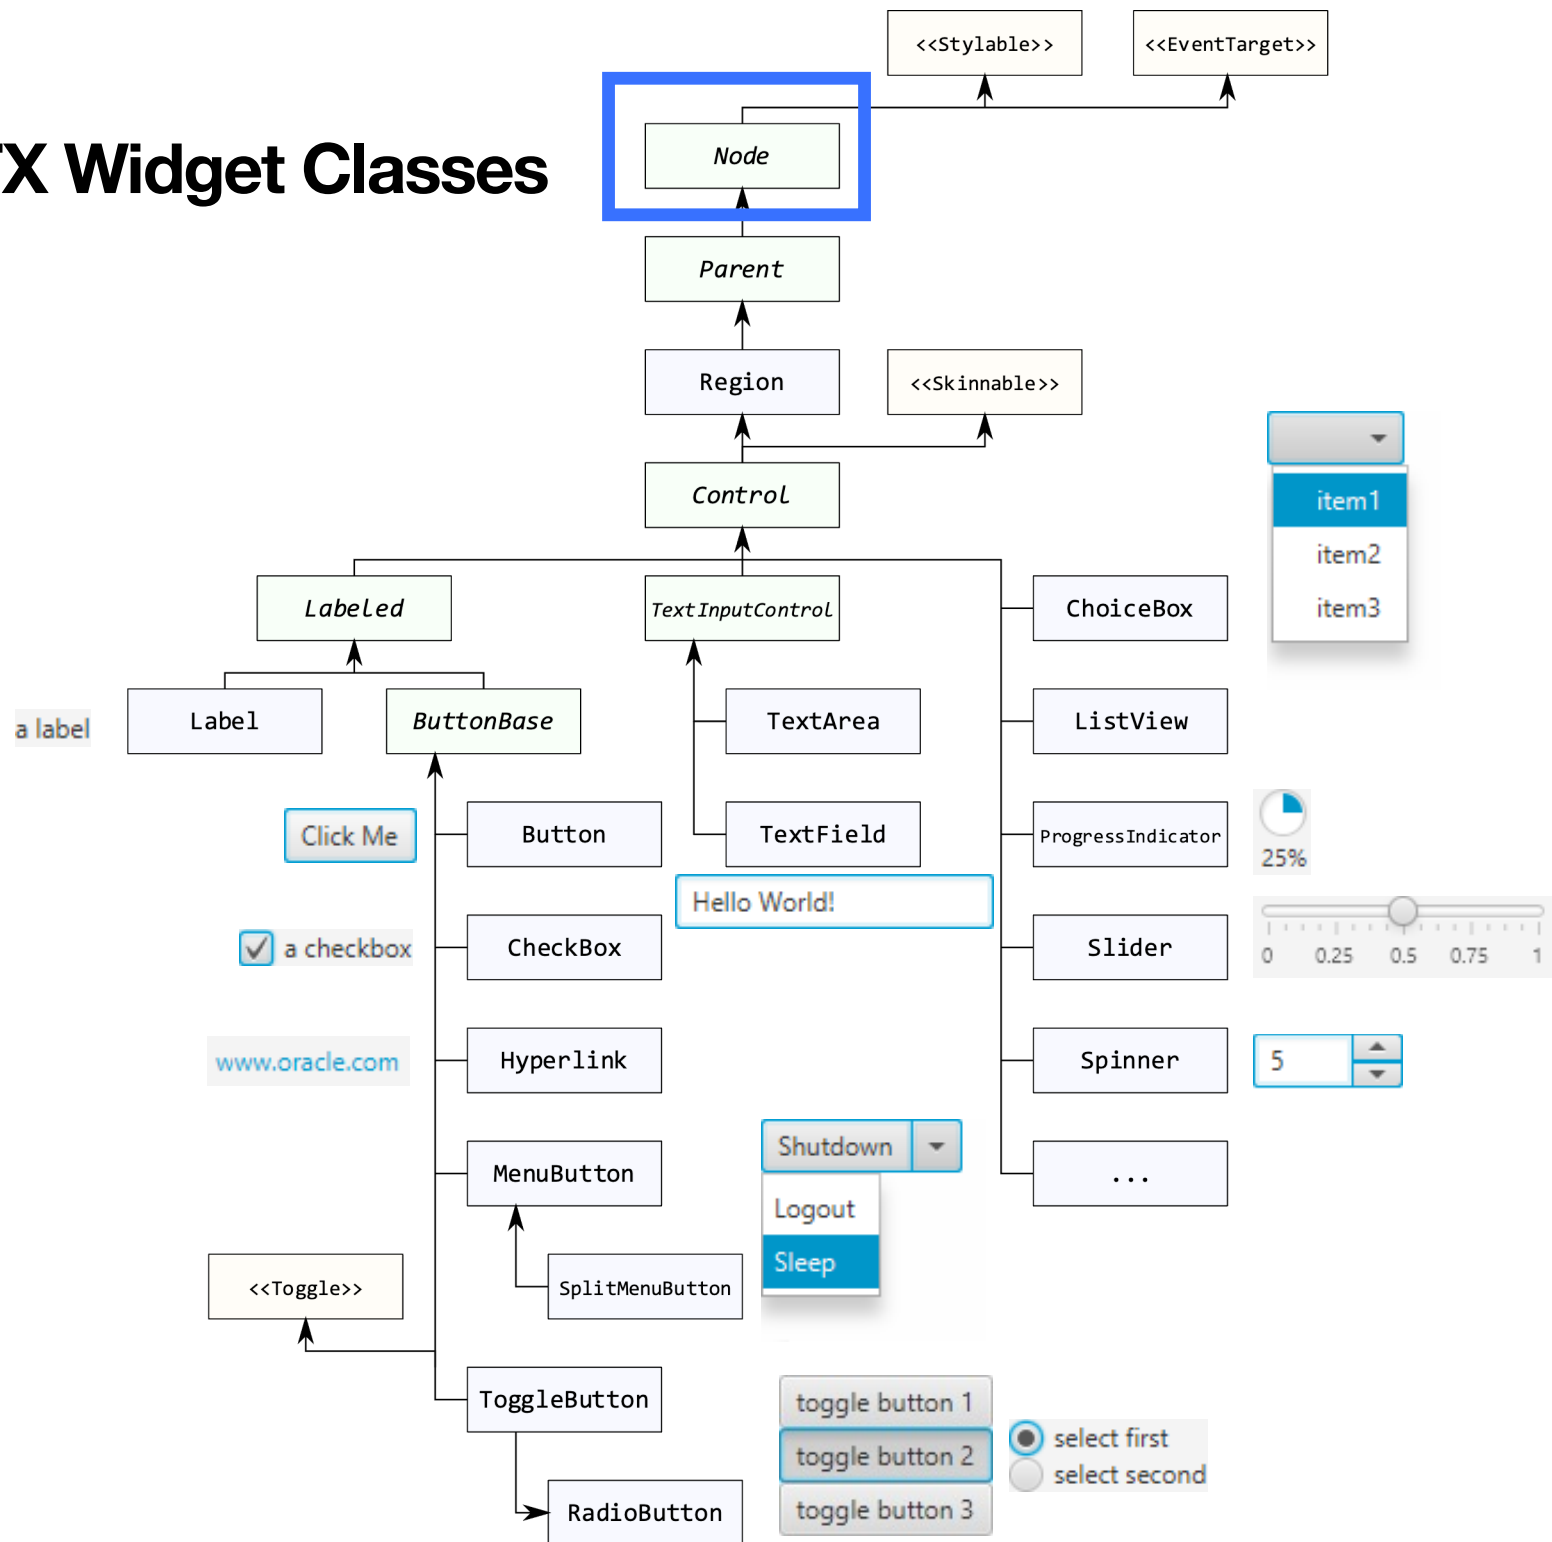 <<Stylable>>
<<EventTarget>>
X Widget Classes
Node
Parent
Region
<<Skinnable>>
Control
item1
item2
item3
Labeled
TextInputControl
ChoiceBox
a label
Label
ButtonBase
TextArea
ListView
Click Me
Button
TextField
ProgressIndicator
25%
Hello World!
a checkbox
CheckBox
Slider
0 0.25 0.5 0.75 1
www.oracle.com
Hyperlink
Spinner
5
MenuButton
Shutdown
Logout
Sleep
...
<<Toggle>>
SplitMenuButton
ToggleButton
toggle button 1
toggle button 2
toggle button 3
select first
select second
RadioButton